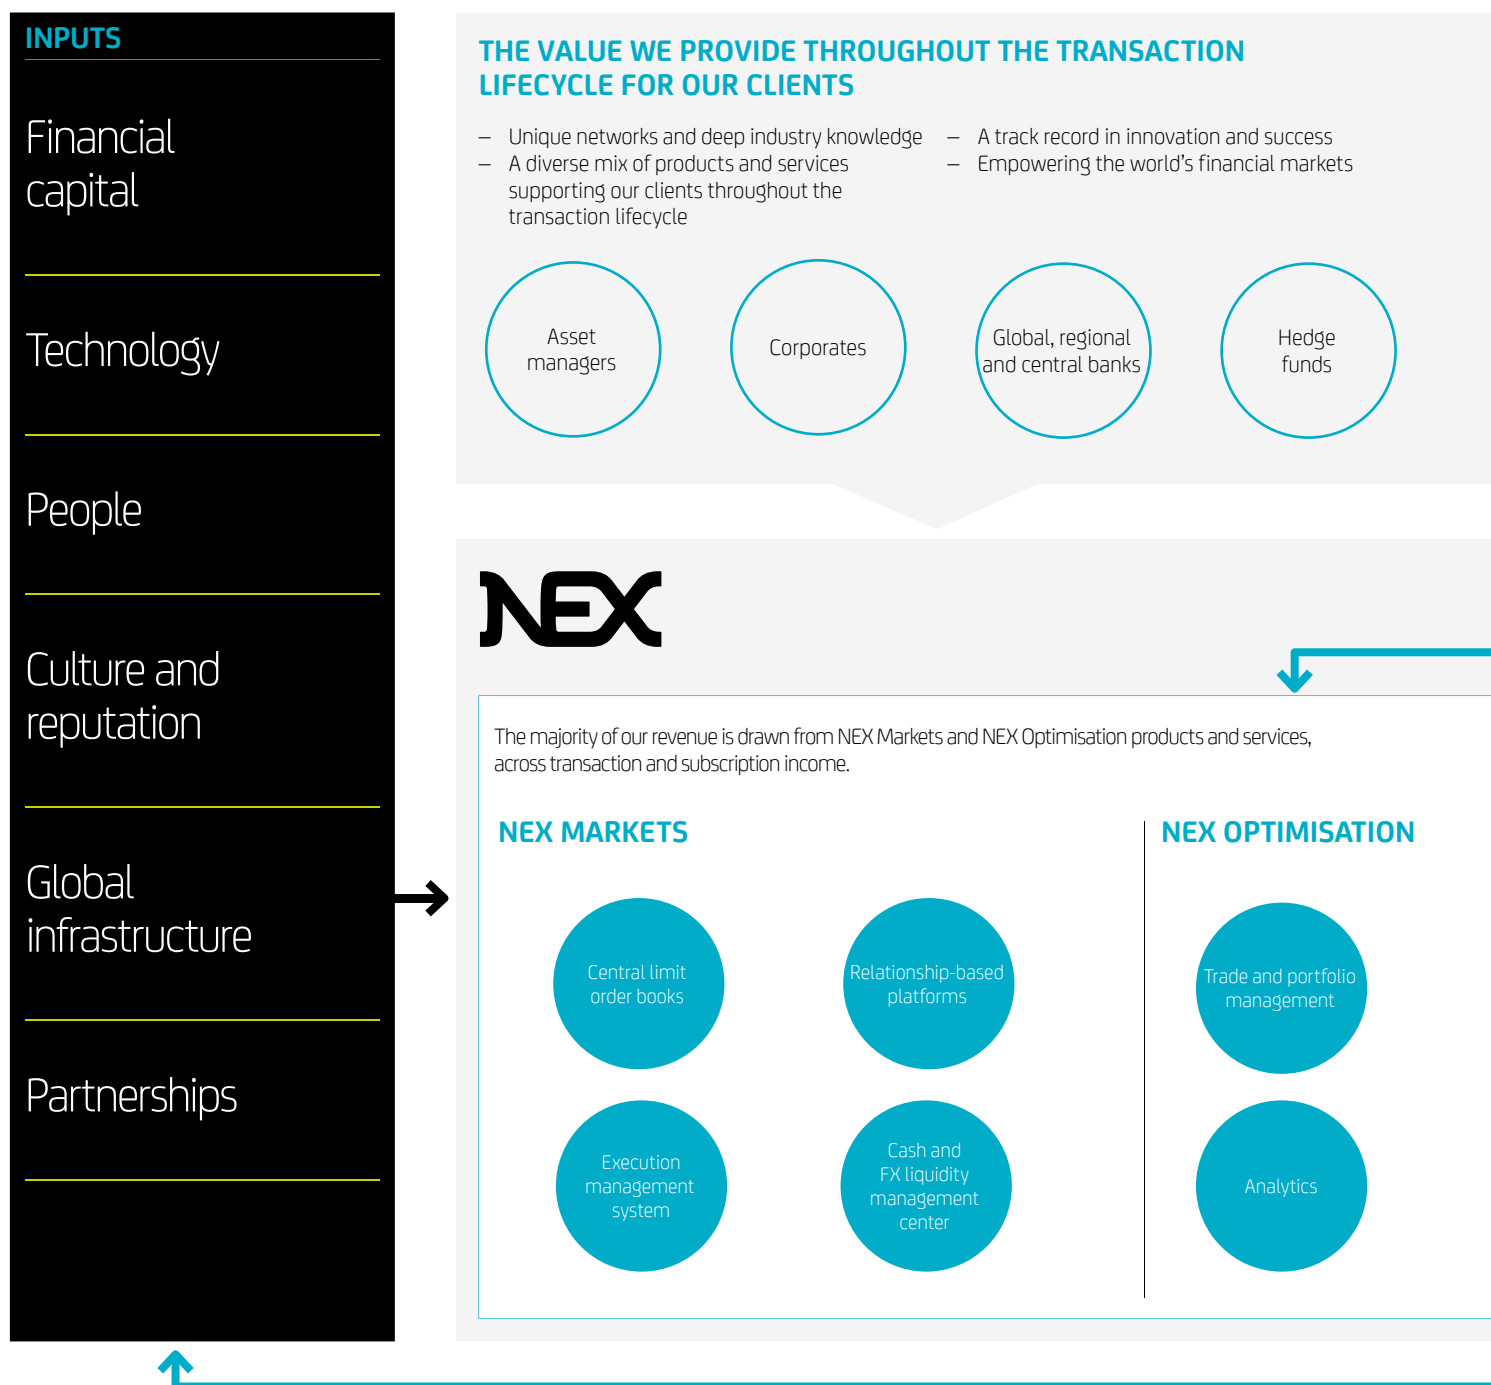 INPUTS
Financial
capital
Technology
People
Culture and
reputation
Global
infrastructure
Partnerships
THE VALUE WE PROVIDE THROUGHOUT THE TRANSACTION
LIFECYCLE FOR OUR CLIENTS
– Unique networks and deep industry knowledge
– A diverse mix of products and services
supporting our clients throughout the
transaction lifecycle
– A track record in innovation and success
– Empowering the world’s financial markets
Asset
managers
Corporates
Global, regional
and central banks
Hedge
funds
NEX
The majority of our revenue is drawn from NEX Markets and NEX Optimisation products and services,
across transaction and subscription income.
NEX MARKETS
Central limit
order books
Relationship-based
platforms
Execution
management
system
Cash and
FX liquidity
management
center
NEX OPTIMISATION
Trade and portfolio
management
Analytics